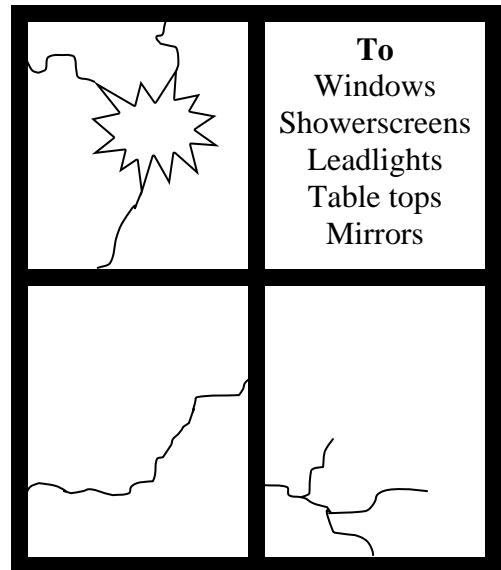 To
Windows
Showerscreens
Leadlights
Table tops
Mirrors